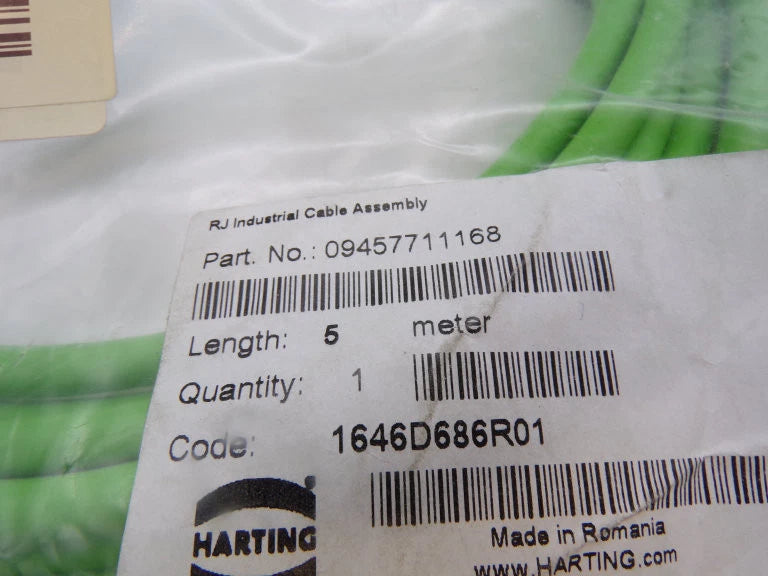 RJ Industrial Cable Assembly
Part. No.: 09457711168
Length: 5 meter
Quantity: 1
Code: 1646D686R01
HARTING
Made in Romania
www.HARTING.com